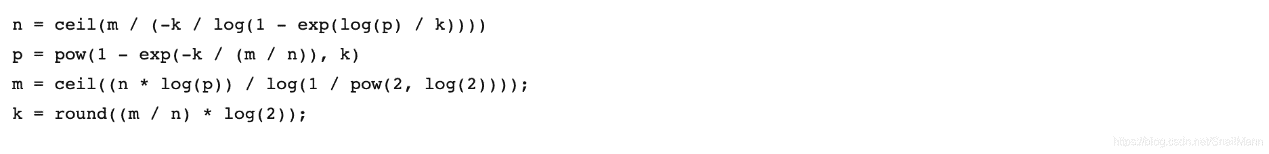 n = ceil(m / (-k / log(1 - exp(log(p) / k))))
p = pow(1 - exp(-k / (m / n)), k)
m = ceil((n * log(p)) / log(1 / pow(2, log(2))));
k = round((m / n) * log(2));
https://blog.csdn.net/SnailMann